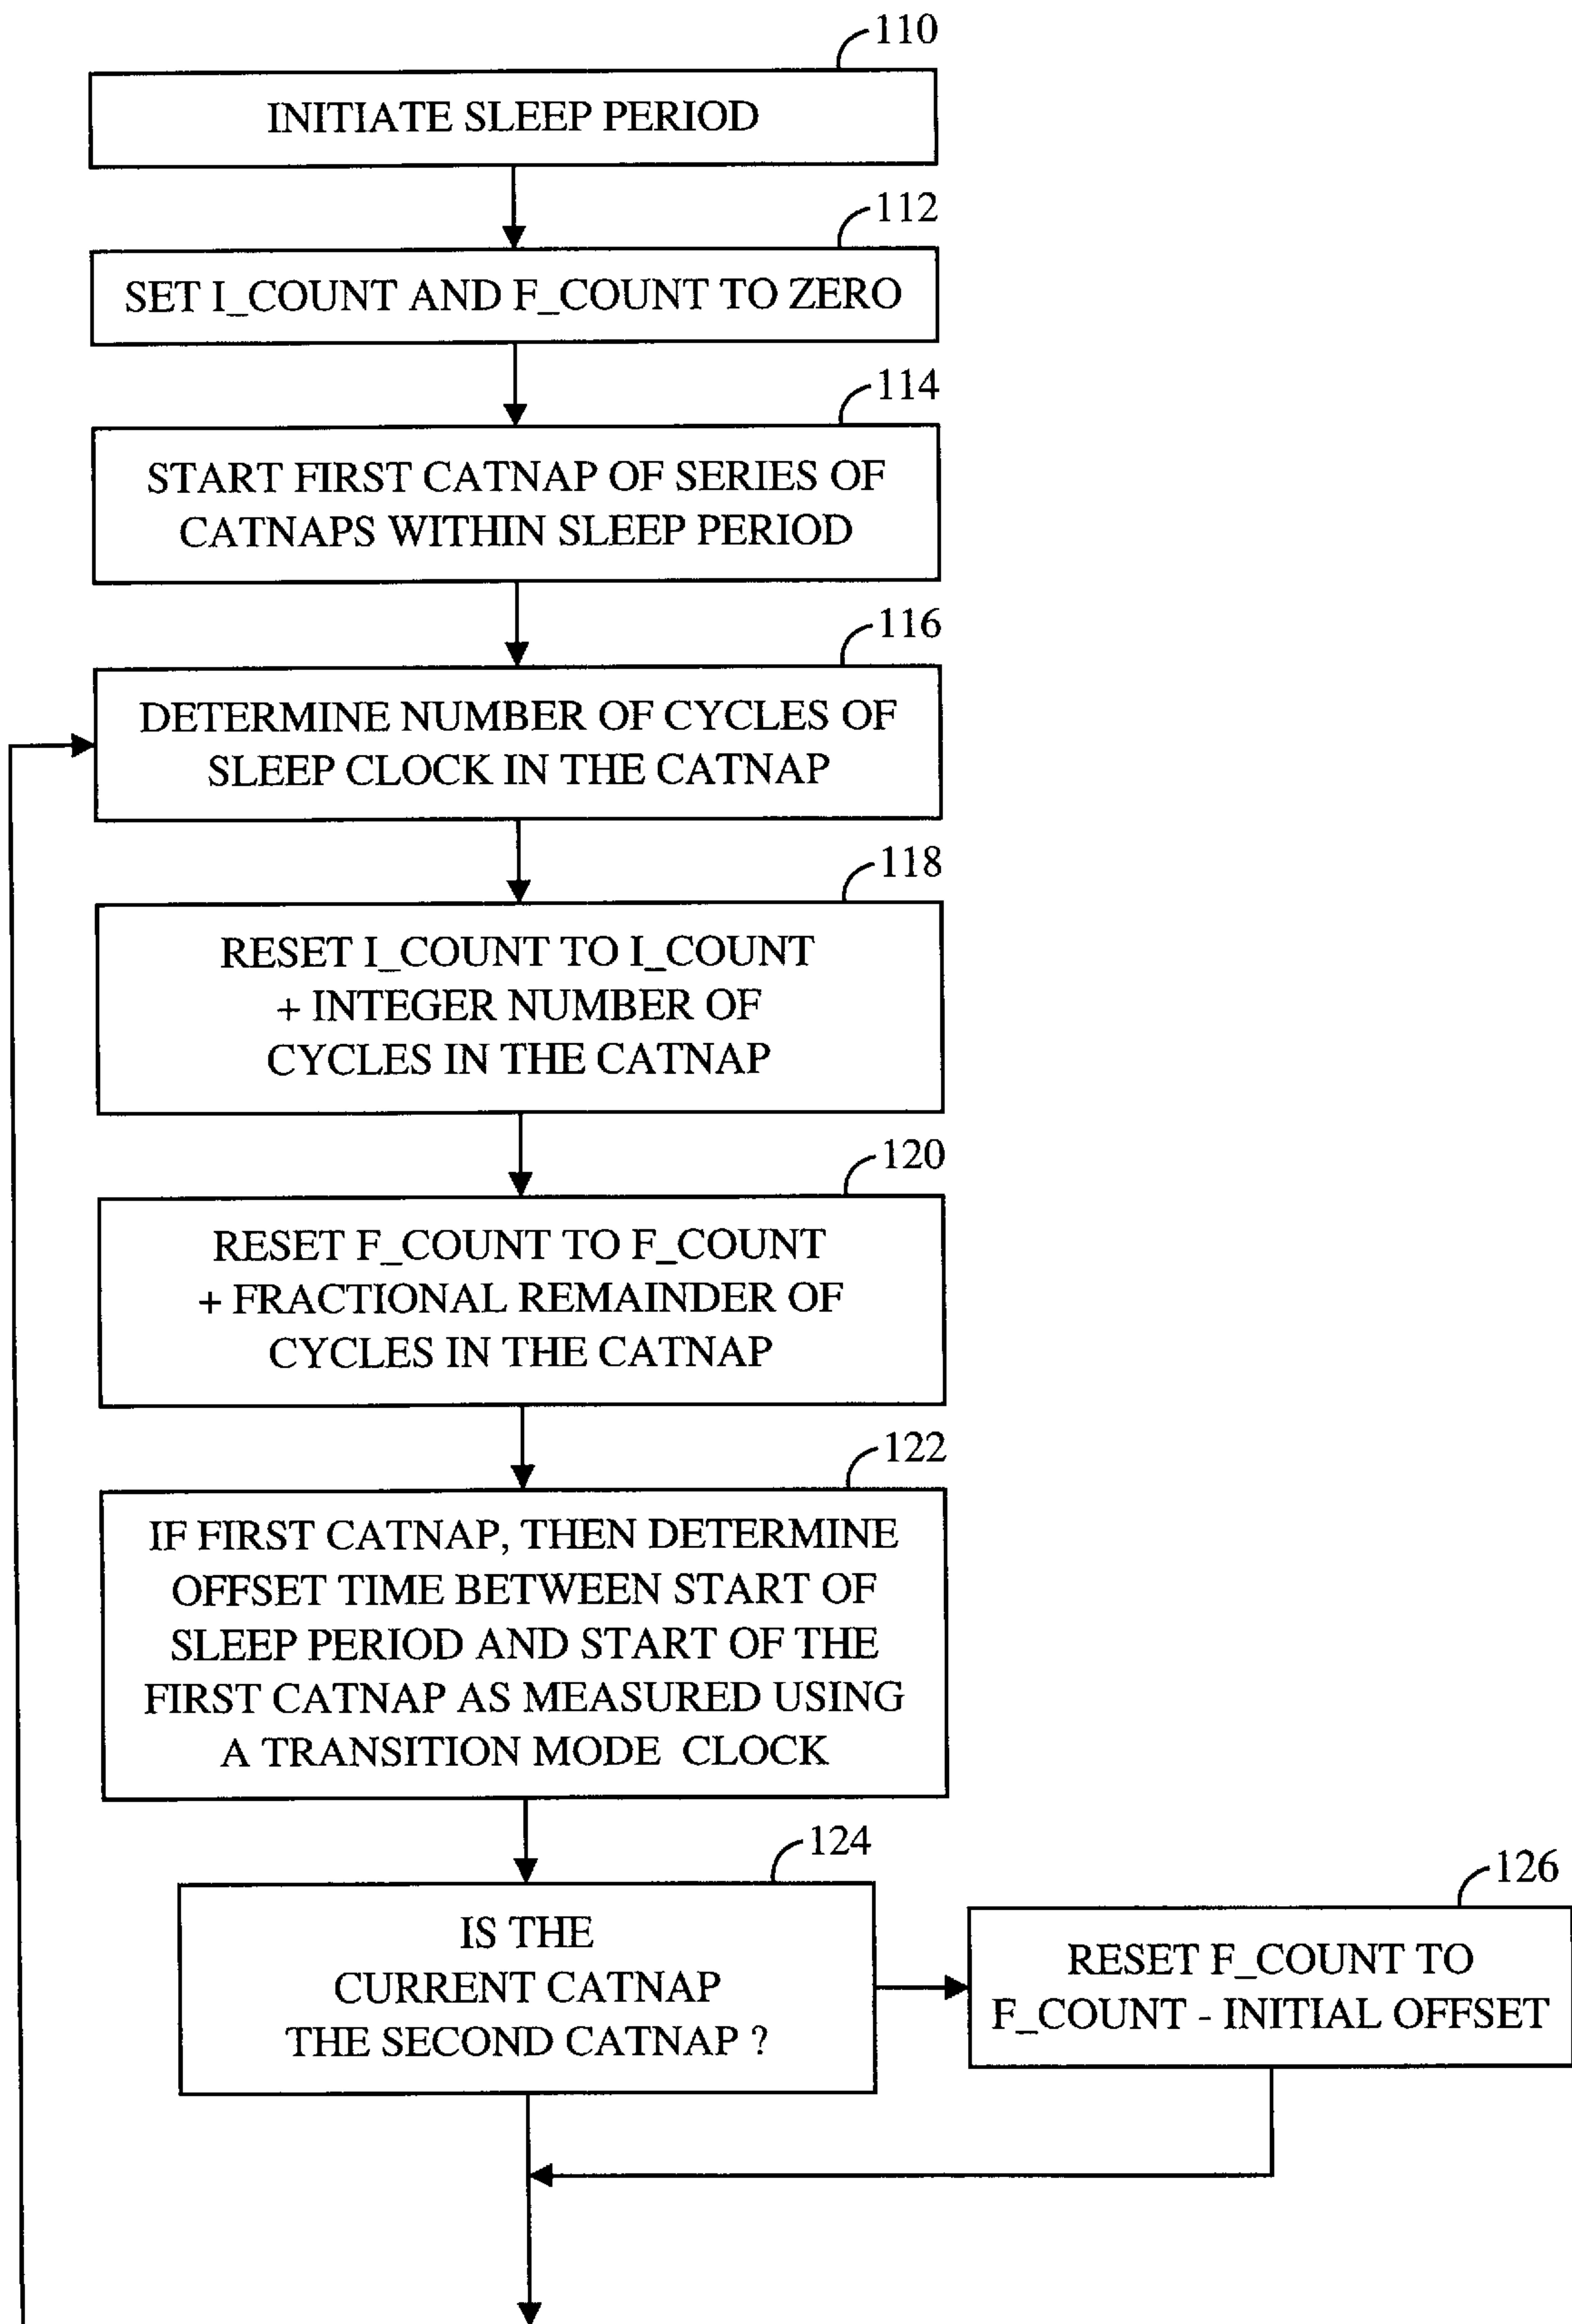 110
INITIATE SLEEP PERIOD
112
SET I_COUNT AND F_COUNT TO ZERO
114
START FIRST CATNAP OF SERIES OF
CATNAPS WITHIN SLEEP PERIOD
116
DETERMINE NUMBER OF CYCLES OF
SLEEP CLOCK IN THE CATNAP
118
RESET I_COUNT TO I_COUNT
+ INTEGER NUMBER OF
CYCLES IN THE CATNAP
120
RESET F_COUNT TO F_COUNT
+ FRACTIONAL REMAINDER OF
CYCLES IN THE CATNAP
122
IF FIRST CATNAP, THEN DETERMINE
OFFSET TIME BETWEEN START OF
SLEEP PERIOD AND START OF THE
FIRST CATNAP AS MEASURED USING
A TRANSITION MODE CLOCK
124
IS THE
CURRENT CATNAP
THE SECOND CATNAP ?
126
RESET F_COUNT TO
F_COUNT - INITIAL OFFSET